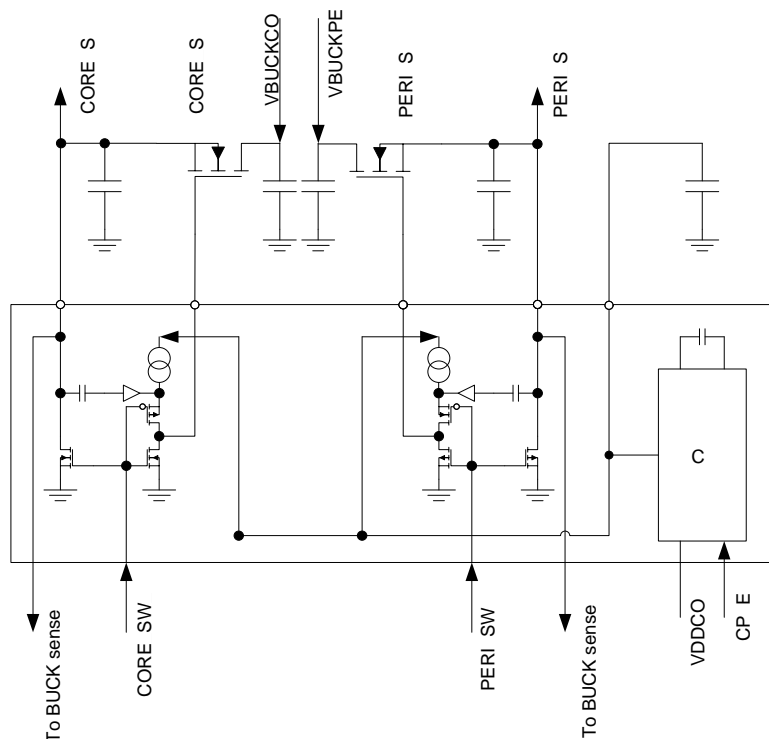 CORE S
CORE S
VBUCKCO
VBUCKPE
PERI S
PERI S
C
To BUCK sense
CORE SW
PERI SW
To BUCK sense
VDDCO
CP E